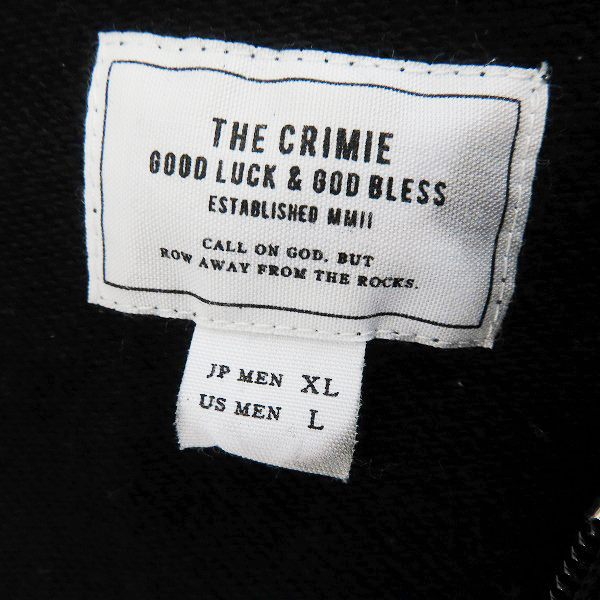 THE CRIMIE
GOOD LUCK & GOD BLESS
ESTABLISHED MMII
CALL ON GOD, BUT
ROW AWAY FROM THE ROCKS.
JP MEN XL
US MEN L